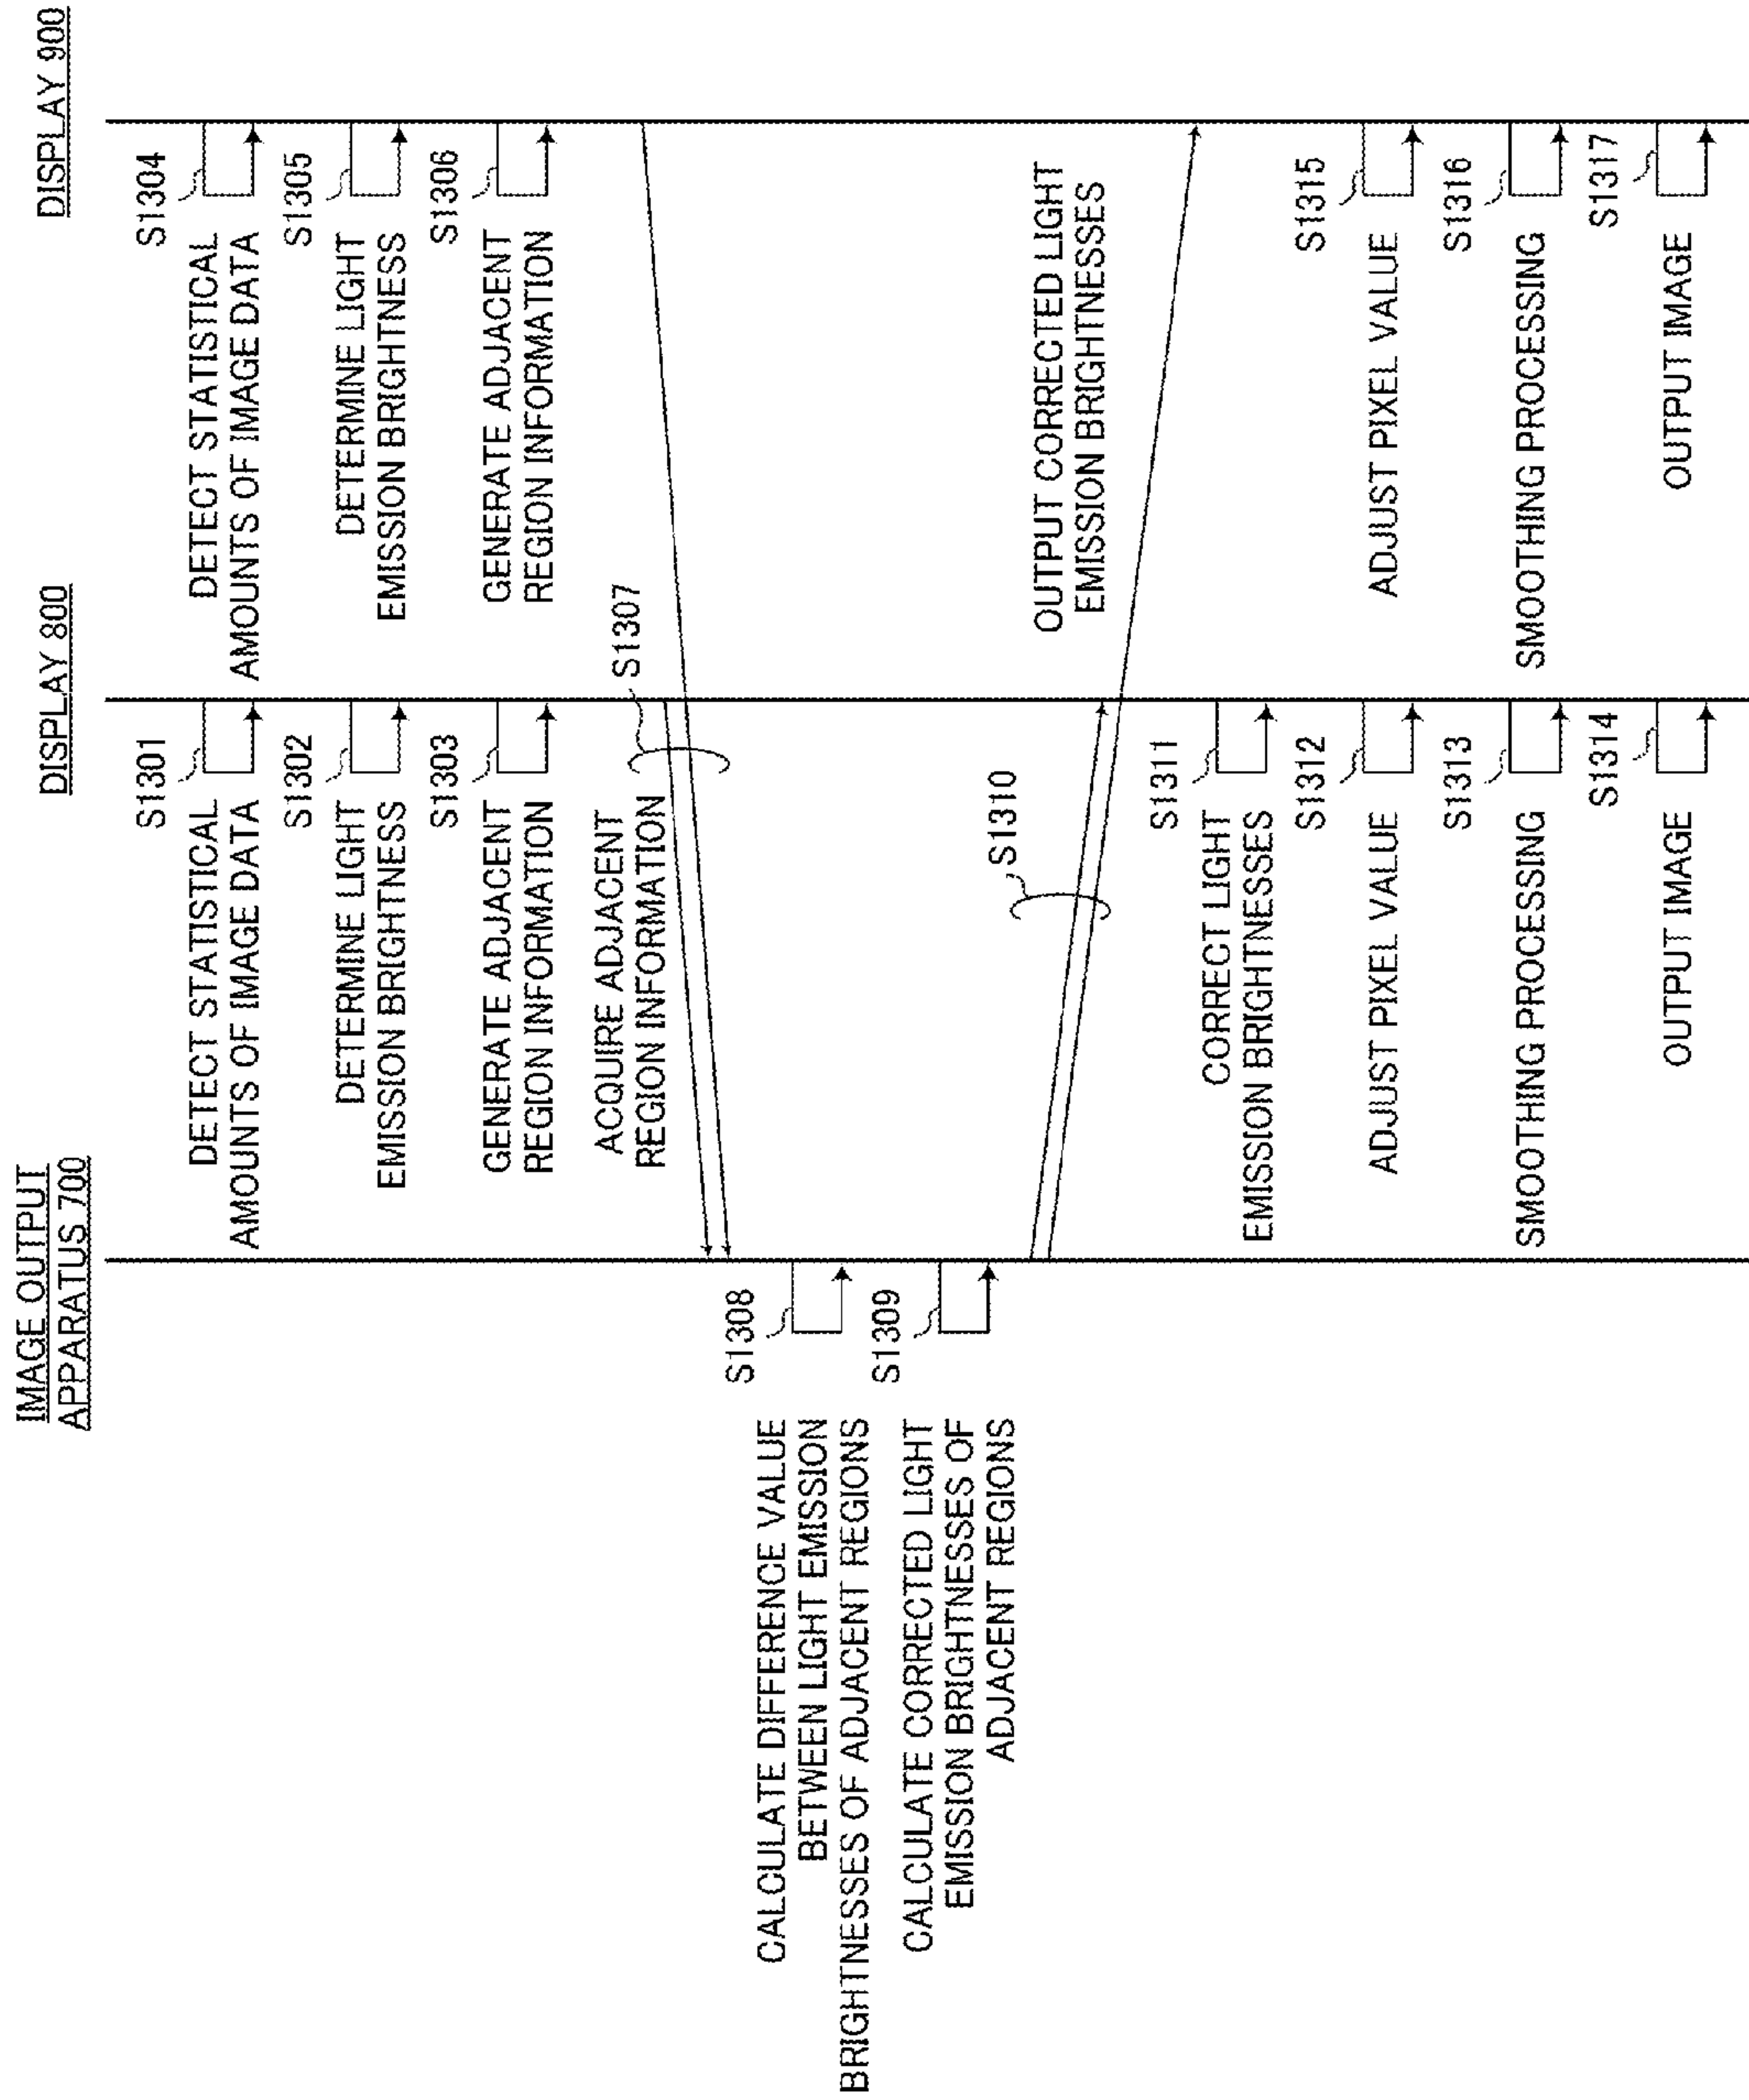 IMAGE OUTPUT
APPARATUS 700
DISPLAY 800
DISPLAY 900
S1301
DETECT STATISTICAL
AMOUNTS OF IMAGE DATA
S1302
DETERMINE LIGHT
EMISSION BRIGHTNESS
S1303
GENERATE ADJACENT
REGION INFORMATION
S1304
DETECT STATISTICAL
AMOUNTS OF IMAGE DATA
S1305
DETERMINE LIGHT
EMISSION BRIGHTNESS
S1306
GENERATE ADJACENT
REGION INFORMATION
ACQUIRE ADJACENT
REGION INFORMATION
S1307
S1308
CALCULATE DIFFERENCE VALUE
BETWEEN LIGHT EMISSION
BRIGHTNESSES OF ADJACENT REGIONS
S1309
CALCULATE CORRECTED LIGHT
EMISSION BRIGHTNESSES OF
ADJACENT REGIONS
S1310
OUTPUT CORRECTED LIGHT
EMISSION BRIGHTNESSES
S1311
CORRECT LIGHT
EMISSION BRIGHTNESSES
S1312
ADJUST PIXEL VALUE
S1313
SMOOTHING PROCESSING
S1314
OUTPUT IMAGE
S1315
ADJUST PIXEL VALUE
S1316
SMOOTHING PROCESSING
S1317
OUTPUT IMAGE